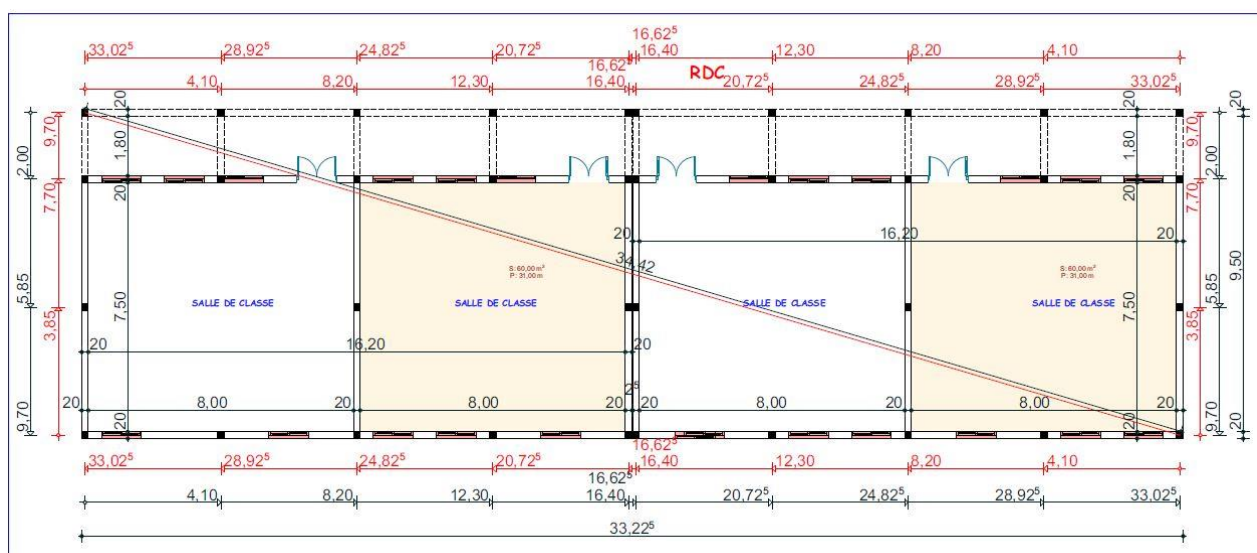 16,62⁵
33,02⁵ 28,92⁵ 24,82⁵ 20,72⁵ 16,40 12,30 8,20 4,10
16,62⁵ RDC
4,10 8,20 12,30 16,40 20,72⁵ 24,82⁵ 28,92⁵ 33,02⁵
20 20 20
9,70 1,80 2,00 9,70 1,80 2,00
7,70 20 7,70 20
20 16,20 20
34,42
S: 60,00 m² S: 60,00 m²
P: 31,00 m P: 31,00 m
SALLE DE CLASSE SALLE DE CLASSE SALLE DE CLASSE SALLE DE CLASSE
5,85 3,85 7,50 7,50 3,85 5,85 9,50
20 16,20 20
2⁵
20 8,00 20 8,00 20 20 8,00 20 8,00 20
9,70 20 20 9,70 20
16,62⁵
33,02⁵ 28,92⁵ 24,82⁵ 20,72⁵ 16,40 12,30 8,20 4,10
16,62⁵
4,10 8,20 12,30 16,40 20,72⁵ 24,82⁵ 28,92⁵ 33,02⁵
33,22⁵